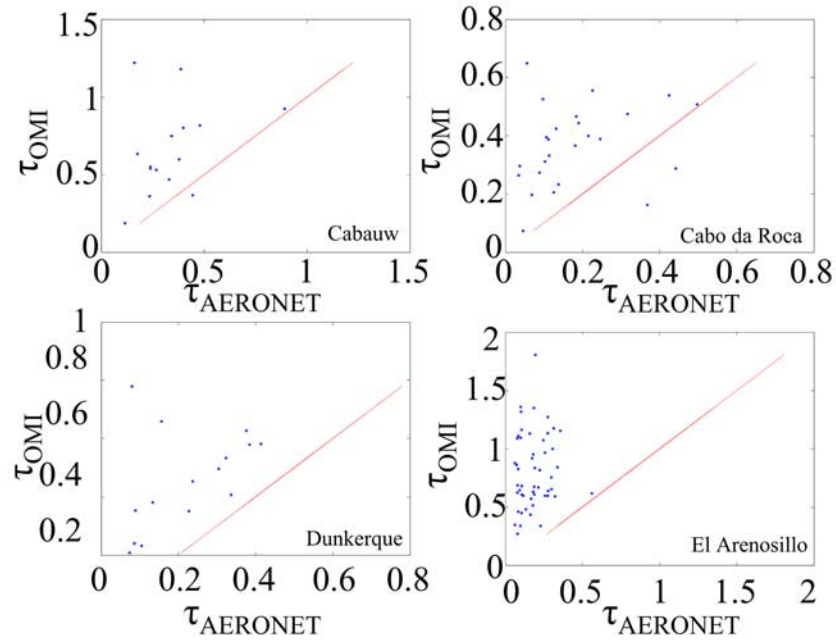 1.5
1
0.5
0
τOMI
Cabauw
0 0.5 1 1.5
τAERONET
0.8
0.6
0.4
0.2
0
τOMI
Cabo da Roca
0 0.2 0.4 0.6 0.8
τAERONET
1
0.8
0.6
0.4
0.2
τOMI
Dunkerque
0 0.2 0.4 0.6 0.8
τAERONET
2
1.5
1
0.5
0
τOMI
El Arenosillo
0 0.5 1 1.5 2
τAERONET